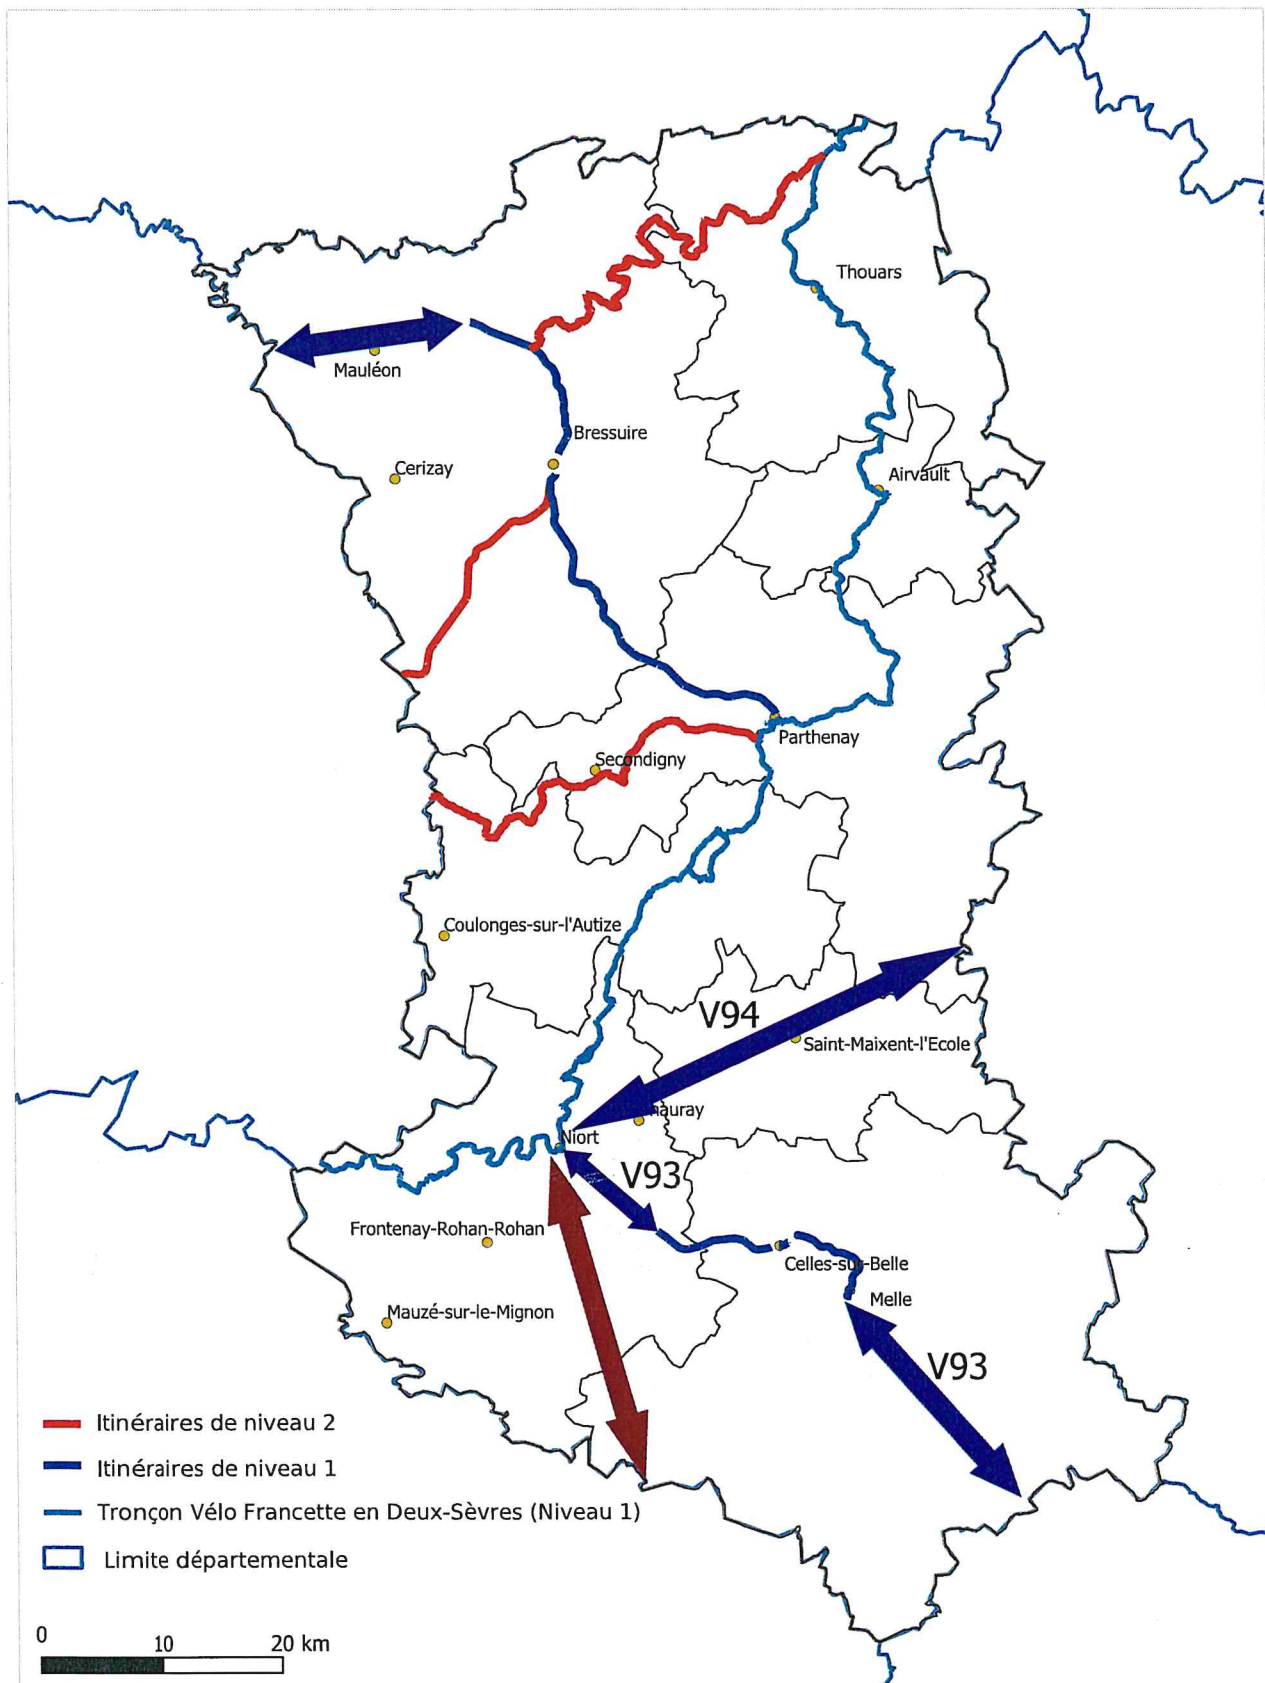 Thouars
Mauléon
Bressuire
Cerizay
Airvault
Parthenay
Secondigny
Coulonges-sur-l'Autize
V94
Saint-Maixent-l'Ecole
hauray
Niort
V93
Frontenay-Rohan-Rohan
Celles-sur-Belle
Melle
Mauzé-sur-le-Mignon
V93
Itinéraires de niveau 2
Itinéraires de niveau 1
Tronçon Vélo Francette en Deux-Sèvres (Niveau 1)
Limite départementale
0 10 20 km